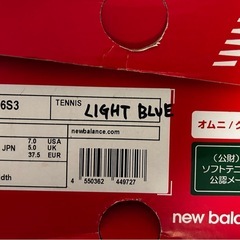 6S3
TENNIS
LIGHT BLUE
newbalance.com
7.0 USA
JPN 5.0 UK
37.5 EUR
dth
4 550362 449727
オムニ/ク
(公財)
ソフトテニ
公認メー
new balan